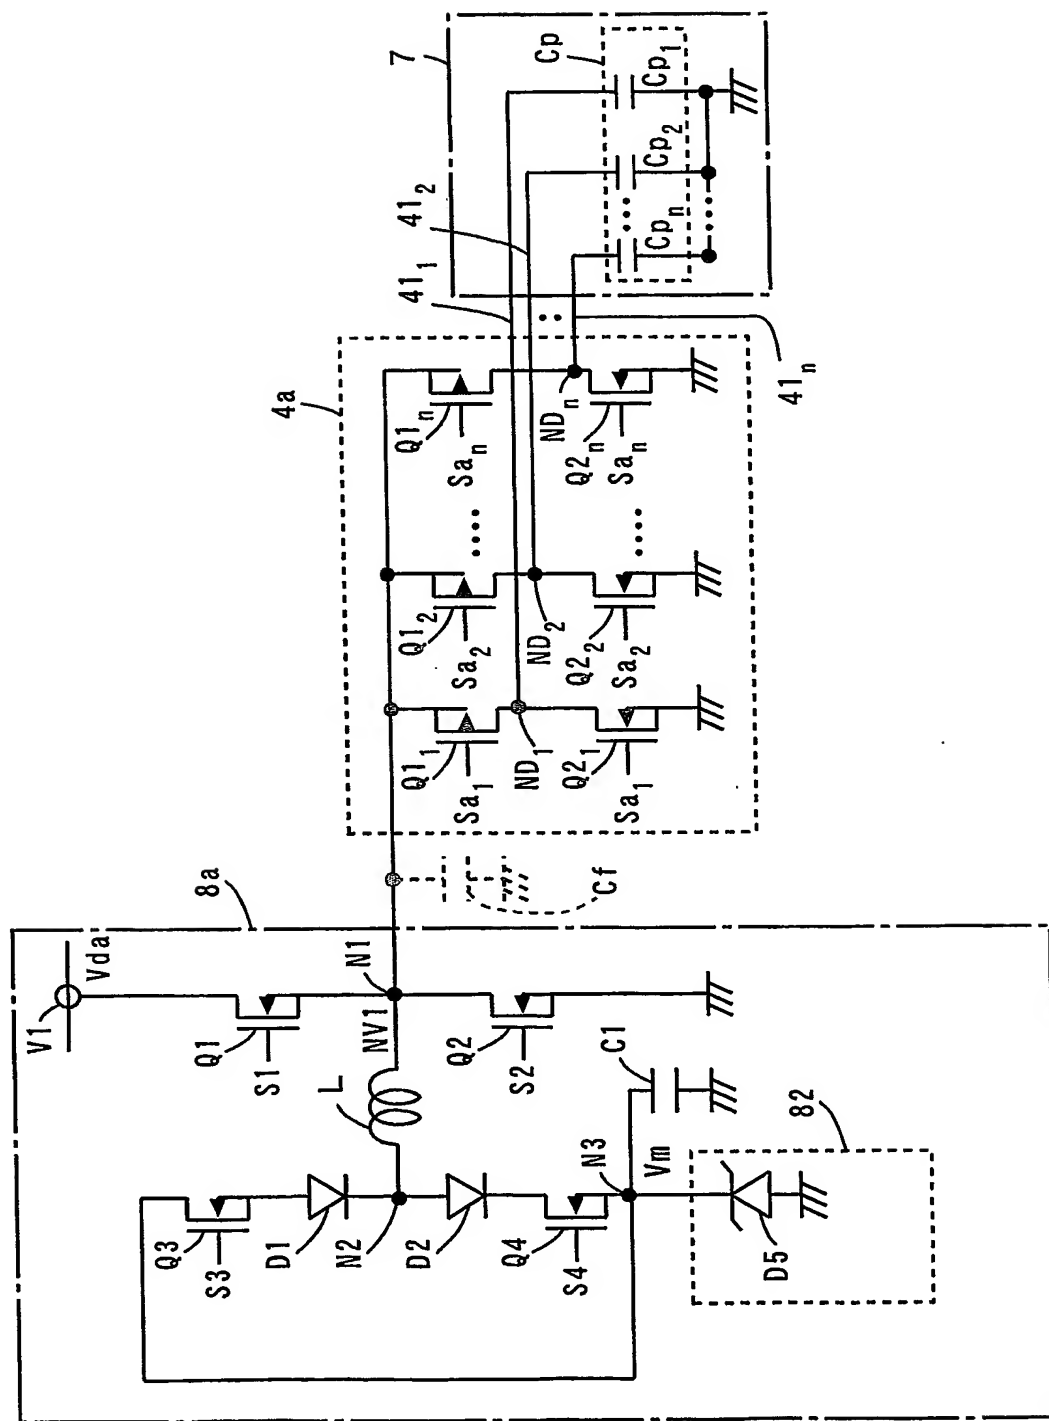 7
Cp
Cp1
Cp2
Cpn
41₁
41₂
41n
4a
Q1₁
Q1₂
Q1n
Sa₁
Sa₂
San
ND₁
ND₂
NDn
Q2₁
Q2₂
Q2n
Sa₁
Sa₂
San
Cf
8a
V1
Vda
Q1
S1
N1
NV1
L
Q2
S2
C1
Q3
S3
D1
N2
D2
Q4
S4
N3
Vm
82
D5